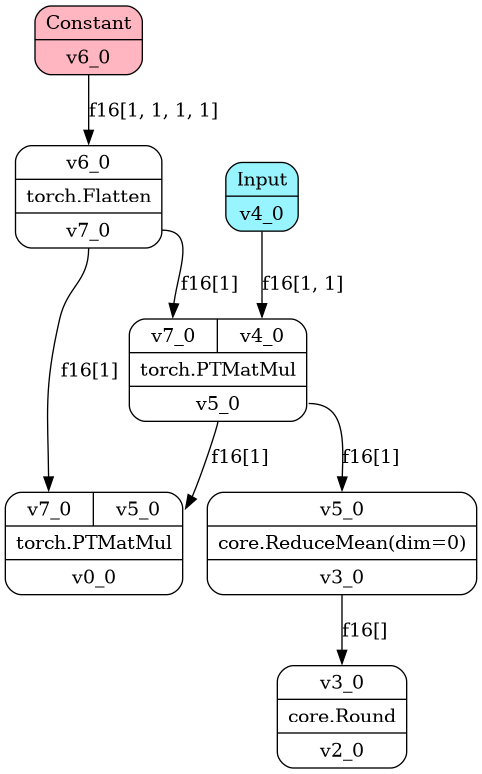 Constant
v6_0
f16[1, 1, 1, 1]
v6_0
torch.Flatten
v7_0
Input
v4_0
f16[1]
f16[1, 1]
v7_0 v4_0
torch.PTMatMul
v5_0
f16[1]
f16[1]
f16[1]
v7_0 v5_0
torch.PTMatMul
v0_0
v5_0
core.ReduceMean(dim=0)
v3_0
f16[]
v3_0
core.Round
v2_0